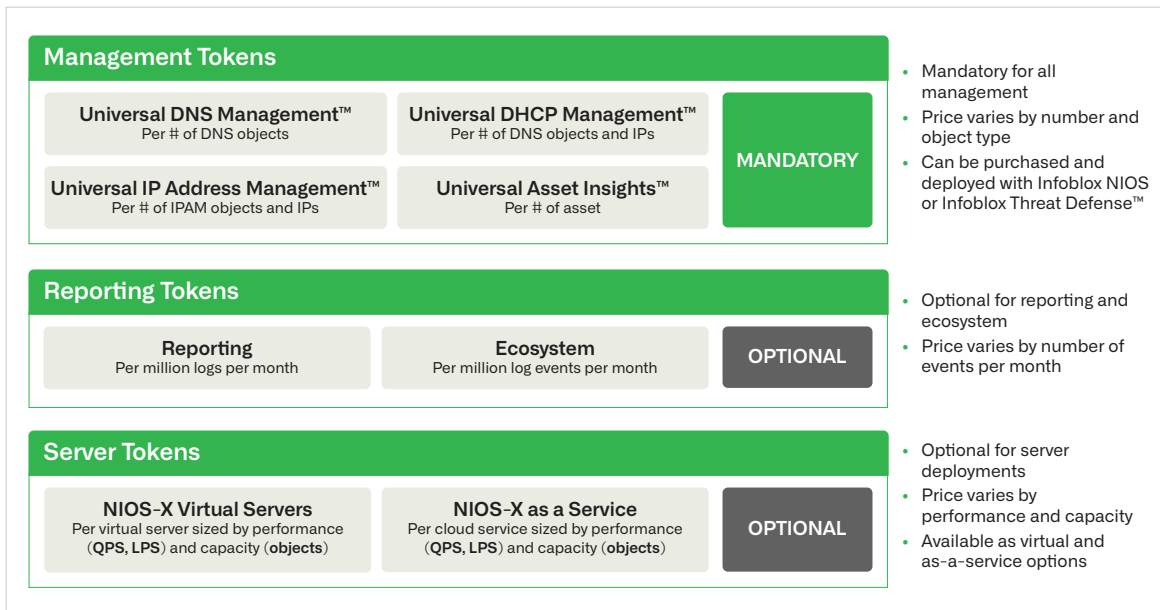 Management Tokens
Universal DNS Management™
Per # of DNS objects
Universal DHCP Management™
Per # of DNS objects and IPs
Universal IP Address Management™
Per # of IPAM objects and IPs
Universal Asset Insights™
Per # of asset
MANDATORY
• Mandatory for all
management
• Price varies by number and
object type
• Can be purchased and
deployed with Infoblox NIOS
or Infoblox Threat Defense™
Reporting Tokens
Reporting
Per million logs per month
Ecosystem
Per million log events per month
OPTIONAL
• Optional for reporting and
ecosystem
• Price varies by number of
events per month
Server Tokens
NIOS-X Virtual Servers
Per virtual server sized by performance
(QPS, LPS) and capacity (objects)
NIOS-X as a Service
Per cloud service sized by performance
(QPS, LPS) and capacity (objects)
OPTIONAL
• Optional for server
deployments
• Price varies by
performance and capacity
• Available as virtual and
as-a-service options